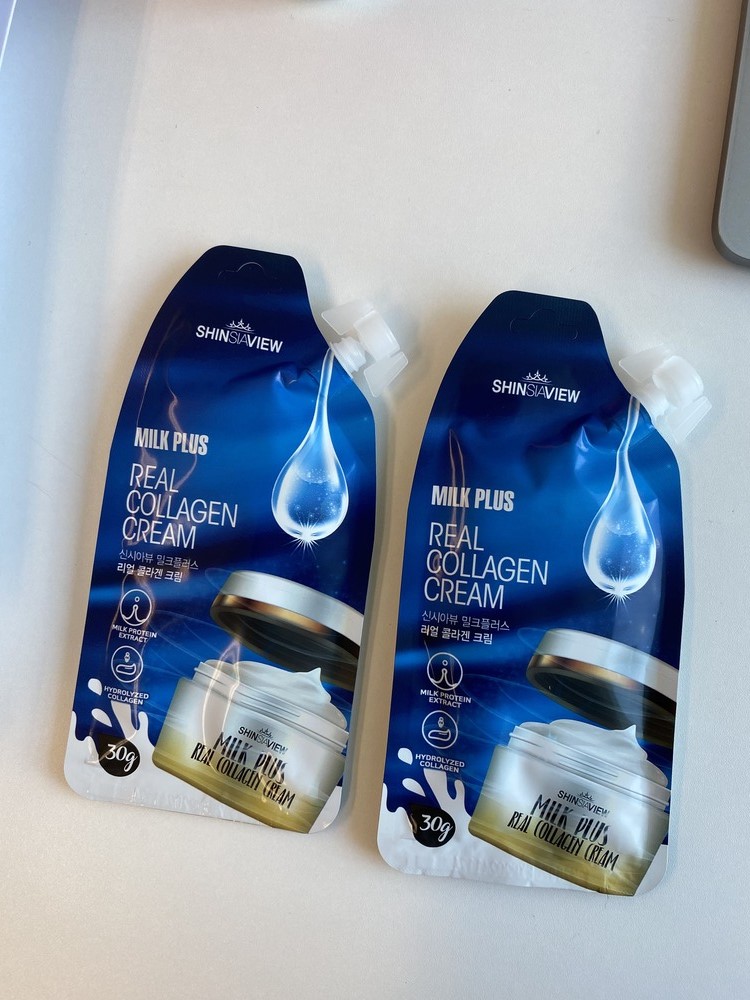 SHINSIAVIEW
MILK PLUS
REAL
COLLAGEN
CREAM
신시아뷰 밀크플러스
리얼 콜라겐 크림
MILK PROTEIN
EXTRACT
HYDROLYZED
COLLAGEN
30g
SHINSIAVIEW
MILK PLUS
REAL COLLAGEN CREAM
SHINSIAVIEW
MILK PLUS
REAL
COLLAGEN
CREAM
신시아뷰 밀크플러스
리얼 콜라겐 크림
MILK PROTEIN
EXTRACT
HYDROLYZED
COLLAGEN
30g
SHINSIAVIEW
MILK PLUS
REAL COLLAGEN CREAM